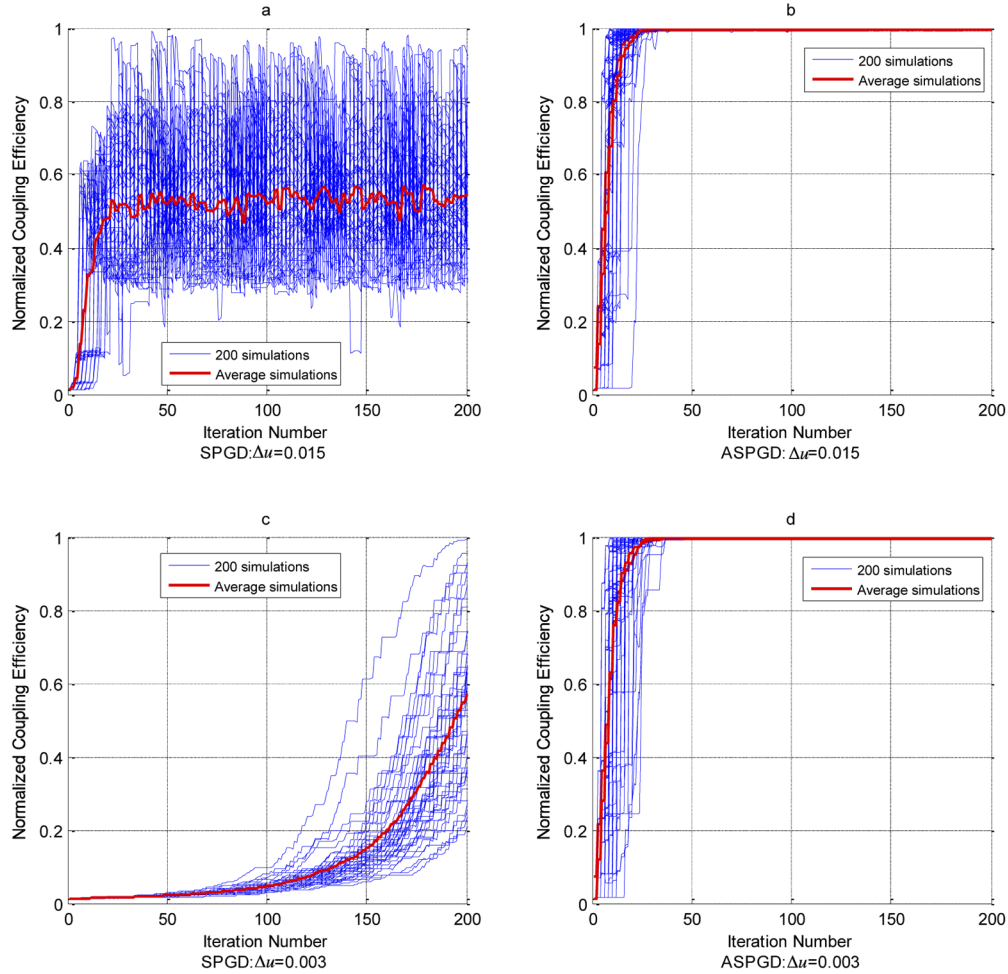 a
Normalized Coupling Efficiency
1
0.8
0.6
0.4
0.2
0
0
50
100
150
200
200 simulations
Average simulations
Iteration Number
SPGD:Δu=0.015
b
Normalized Coupling Efficiency
1
0.8
0.6
0.4
0.2
0
0
50
100
150
200
200 simulations
Average simulations
Iteration Number
ASPGD:Δu=0.015
c
Normalized Coupling Efficiency
1
0.8
0.6
0.4
0.2
0
0
50
100
150
200
200 simulations
Average simulations
Iteration Number
SPGD:Δu=0.003
d
Normalized Coupling Efficiency
1
0.8
0.6
0.4
0.2
0
0
50
100
150
200
200 simulations
Average simulations
Iteration Number
ASPGD:Δu=0.003